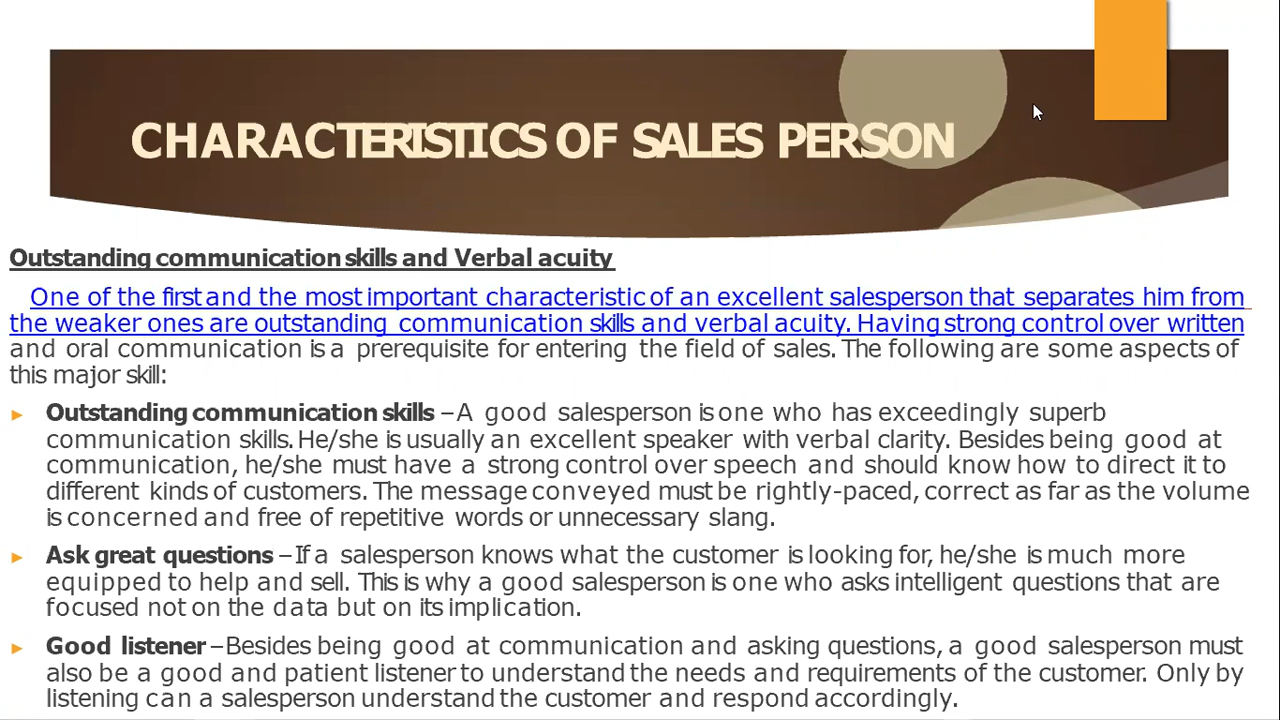 CHARACTERISTICS OF SALES PERSON
Outstanding communication skills and Verbal acuity
One of the first and the most important characteristic of an excellent salesperson that separates him from
the weaker ones are outstanding communication skills and verbal acuity. Having strong control over written
and oral communication is a prerequisite for entering the field of sales. The following are some aspects of
this major skill:
► Outstanding communication skills – A good salesperson is one who has exceedingly superb
communication skills. He/she is usually an excellent speaker with verbal clarity. Besides being good at
communication, he/she must have a strong control over speech and should know how to direct it to
different kinds of customers. The message conveyed must be rightly-paced, correct as far as the volume
is concerned and free of repetitive words or unnecessary slang.
► Ask great questions – If a salesperson knows what the customer is looking for, he/she is much more
equipped to help and sell. This is why a good salesperson is one who asks intelligent questions that are
focused not on the data but on its implication.
► Good listener – Besides being good at communication and asking questions, a good salesperson must
also be a good and patient listener to understand the needs and requirements of the customer. Only by
listening can a salesperson understand the customer and respond accordingly.